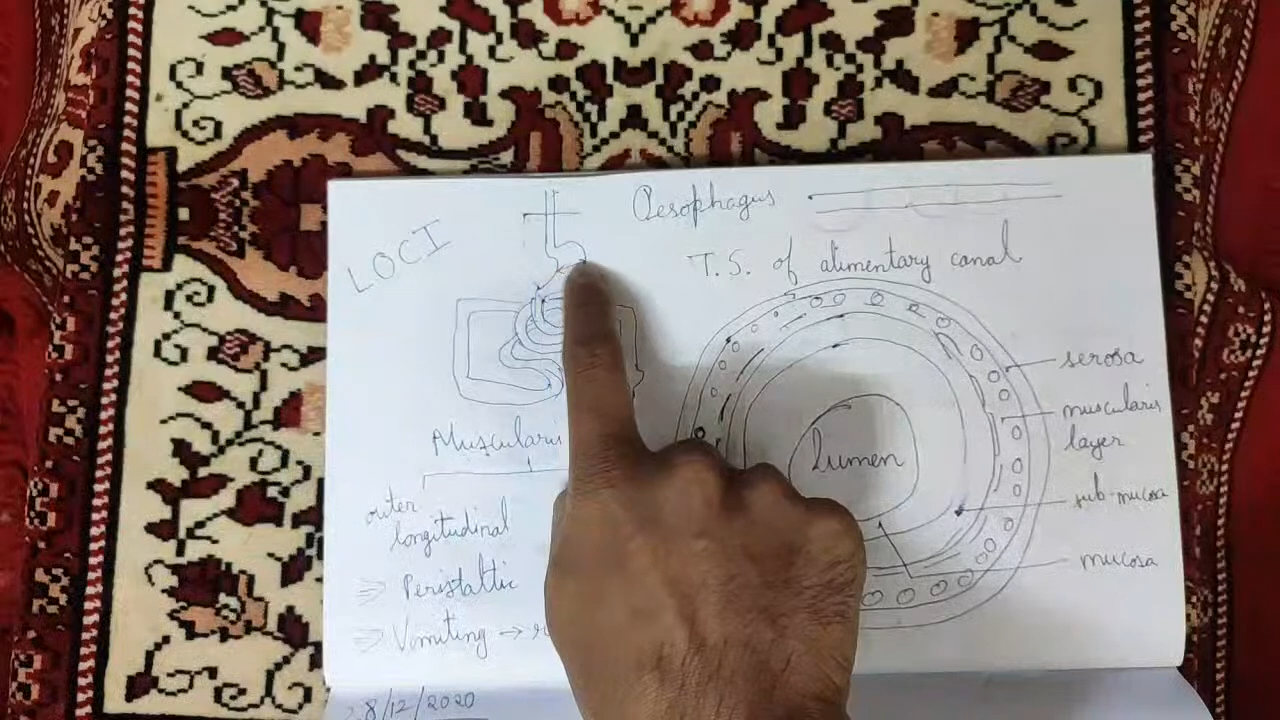 LOCI
Oesophagus
T.S. of alimentary canal
serosa
muscularis
layer
lumen
sub-mucosa
mucosa
Muscularis
outer
longitudinal
⇒ Peristaltic
⇒ Vomiting →
28/12/2020